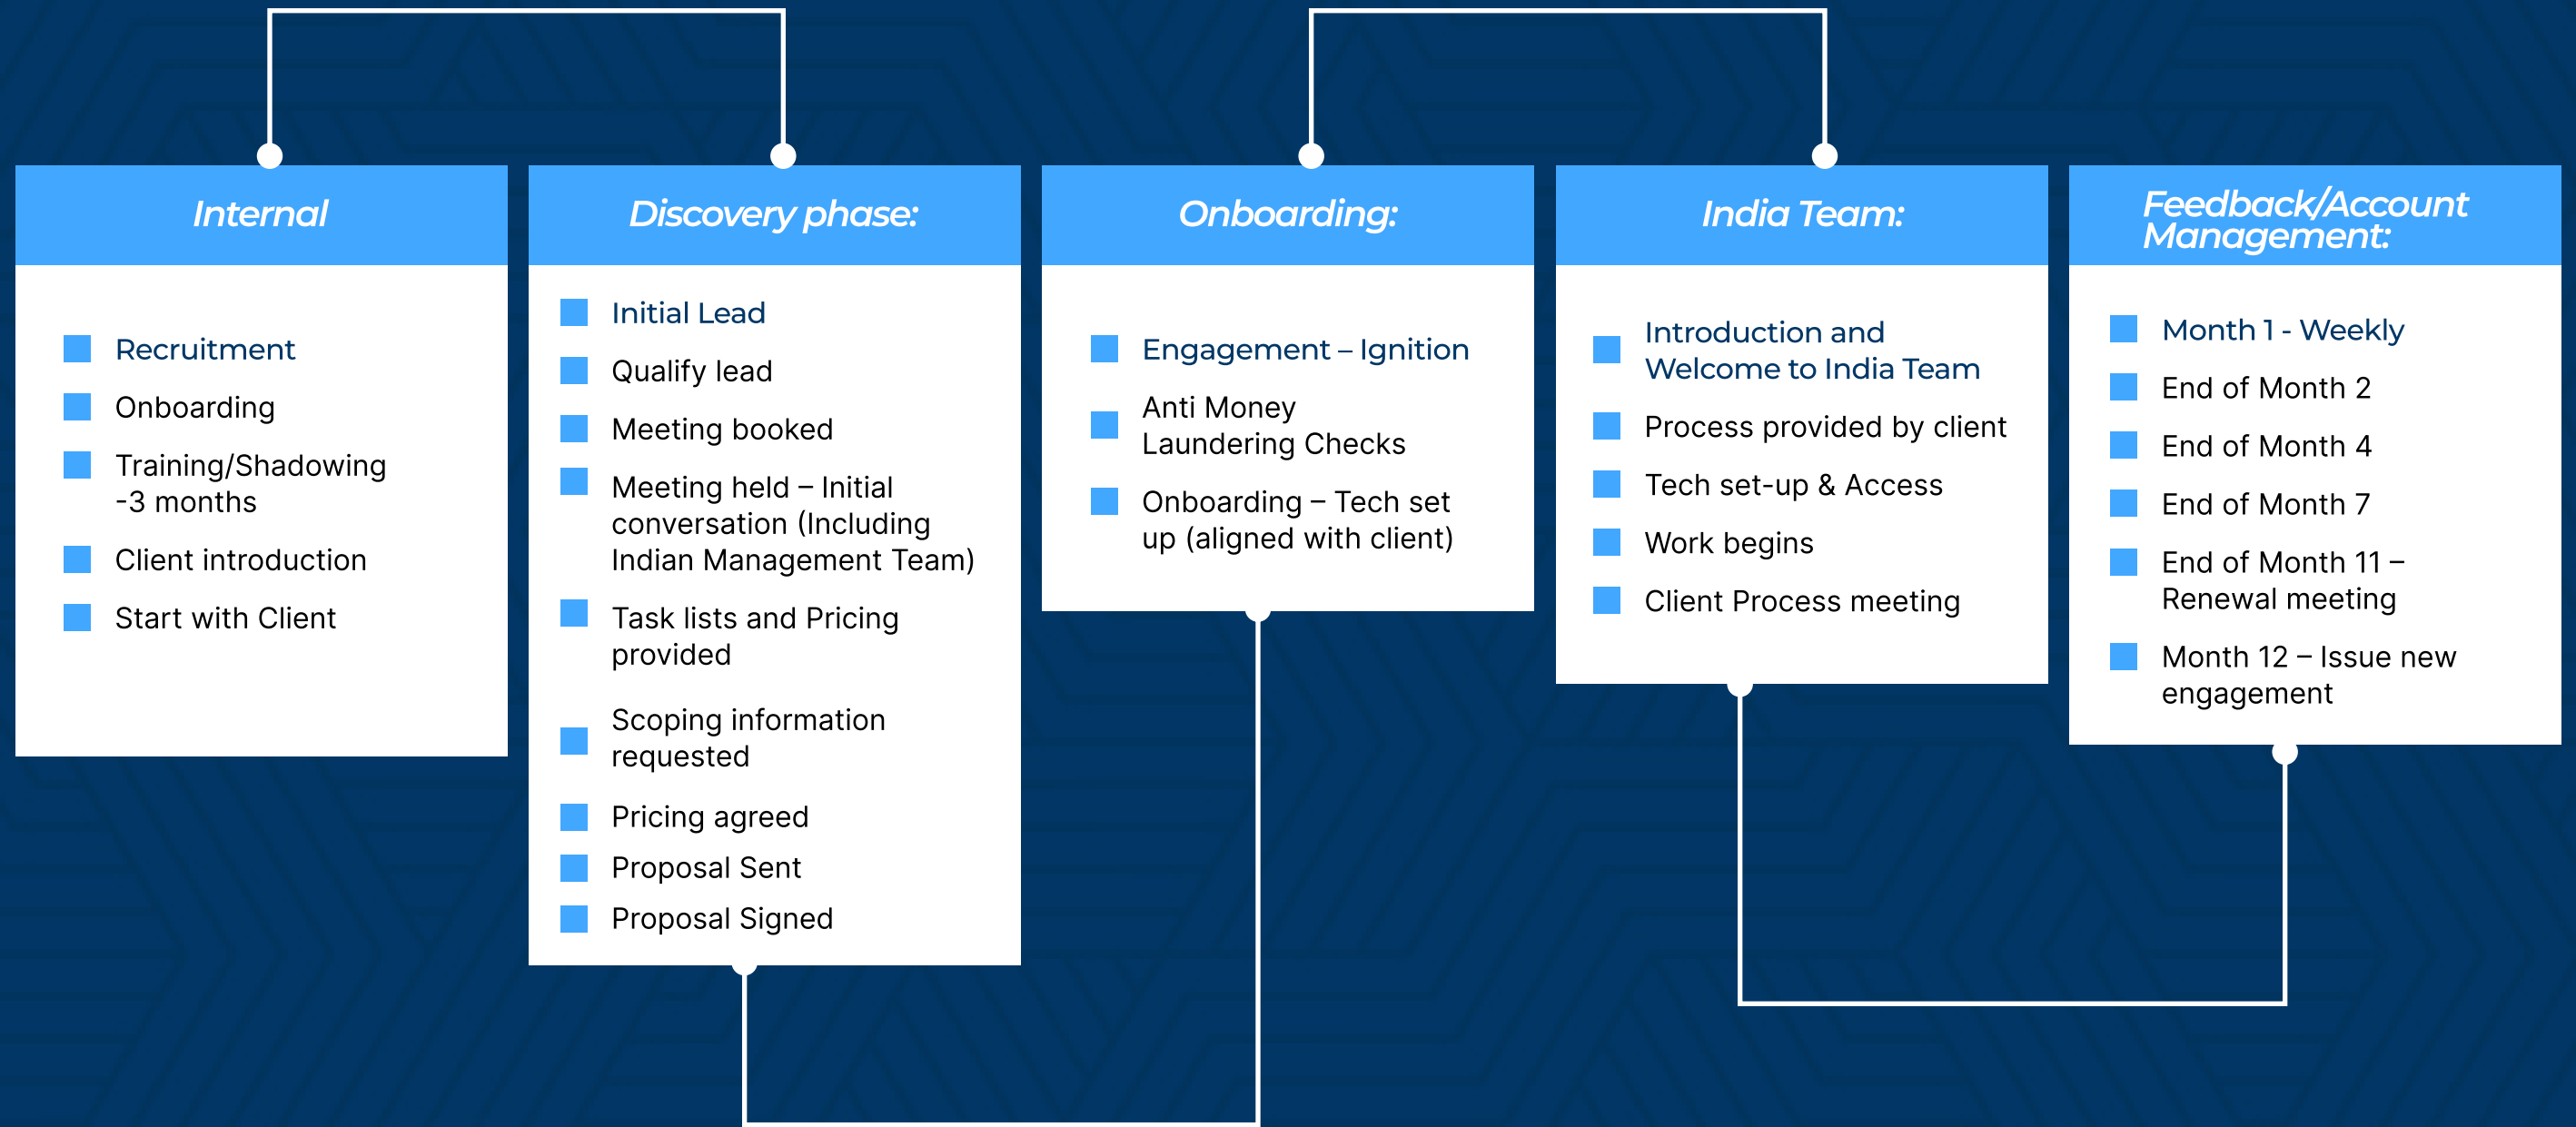 Internal
Recruitment
Onboarding
Training/Shadowing
-3 months
Client introduction
Start with Client
Discovery phase:
Initial Lead
Qualify lead
Meeting booked
Meeting held – Initial
conversation (Including
Indian Management Team)
Task lists and Pricing
provided
Scoping information
requested
Pricing agreed
Proposal Sent
Proposal Signed
Onboarding:
Engagement – Ignition
Anti Money
Laundering Checks
Onboarding – Tech set
up (aligned with client)
India Team:
Introduction and
Welcome to India Team
Process provided by client
Tech set-up & Access
Work begins
Client Process meeting
Feedback/Account
Management:
Month 1 - Weekly
End of Month 2
End of Month 4
End of Month 7
End of Month 11 –
Renewal meeting
Month 12 – Issue new
engagement